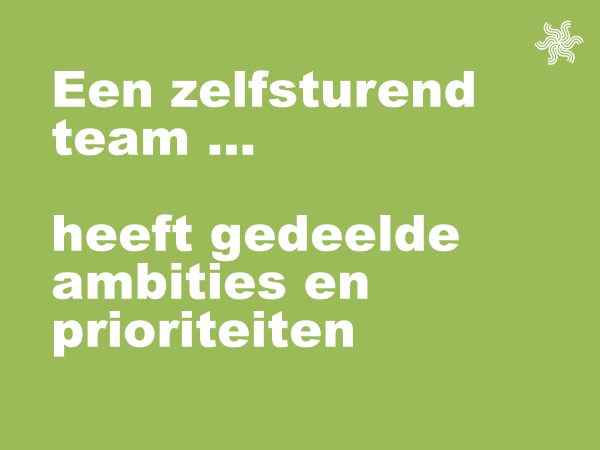 Een zelfsturend
team ...
heeft gedeelde
ambities en
prioriteiten